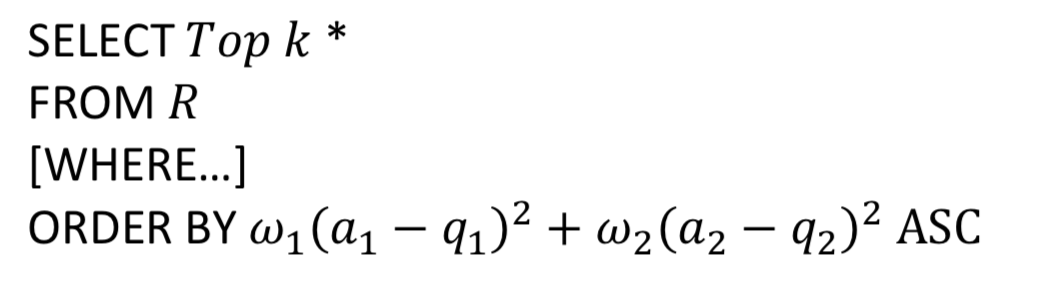 SELECT Top k *
FROM R
[WHERE...]
ORDER BY ω₁(a₁ − q₁)² + ω₂(a₂ − q₂)² ASC